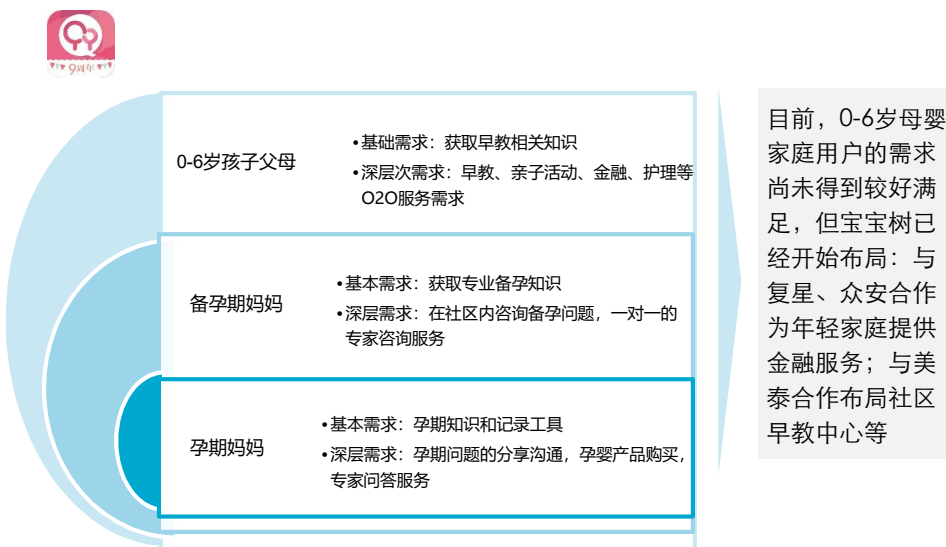 9周年
0-6岁孩子父母
•基础需求：获取早教相关知识
•深层次需求：早教、亲子活动、金融、护理等
O2O服务需求
备孕期妈妈
•基本需求：获取专业备孕知识
•深层需求：在社区内咨询备孕问题，一对一的
专家咨询服务
孕期妈妈
•基本需求：孕期知识和记录工具
•深层需求：孕期问题的分享沟通，孕婴产品购买，
专家问答服务
目前，0-6岁母婴
家庭用户的需求
尚未得到较好满
足，但宝宝树已
经开始布局：与
复星、众安合作
为年轻家庭提供
金融服务；与美
泰合作布局社区
早教中心等